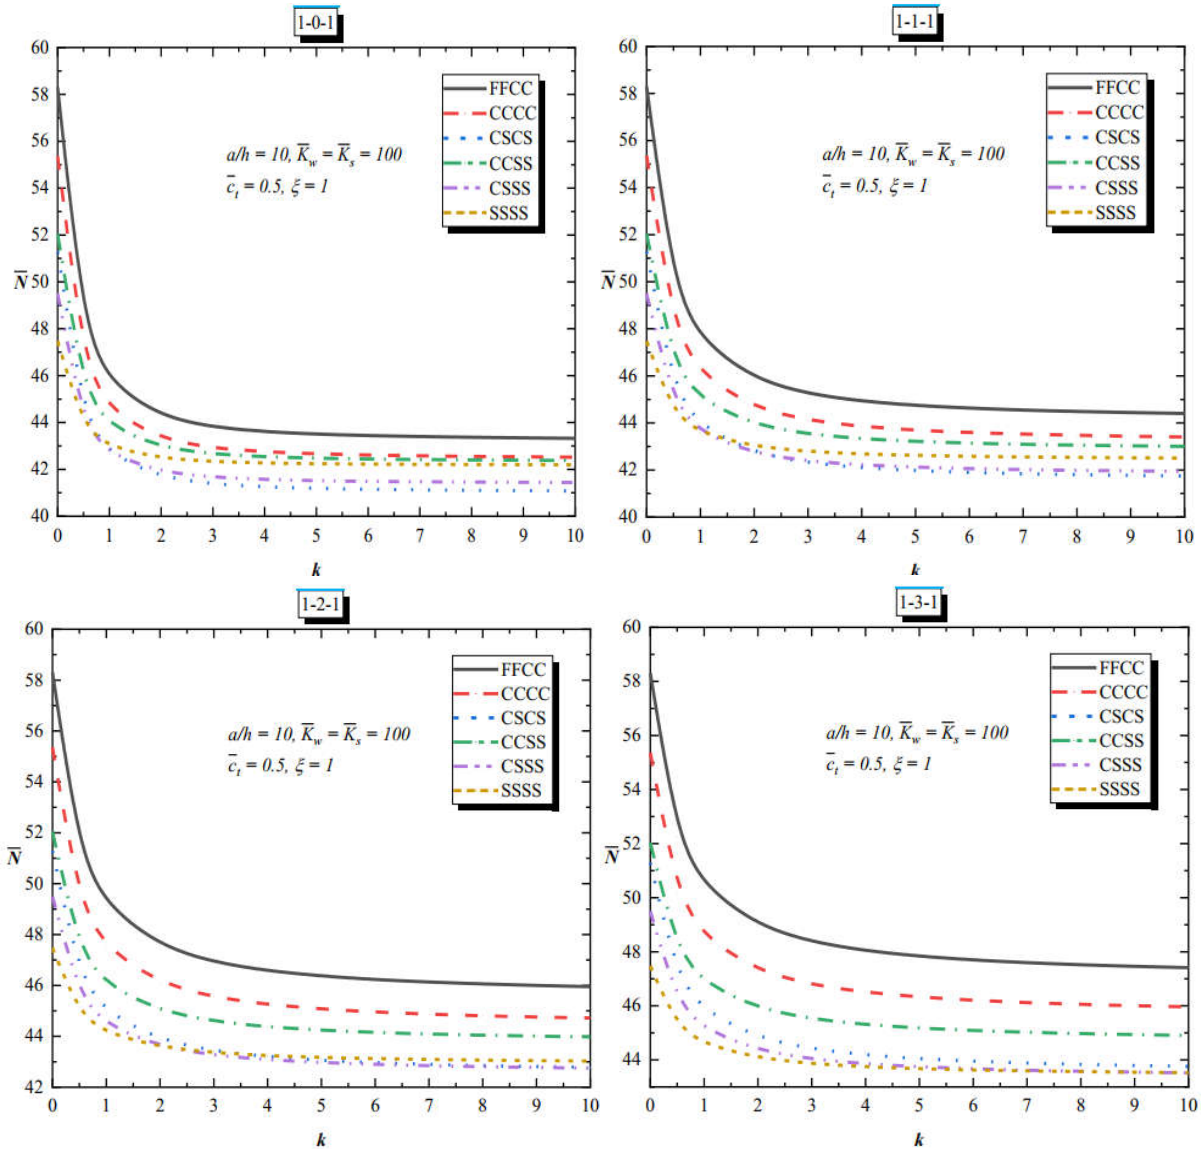 1-0-1
60
58
56
54
52
50
48
46
44
42
40
N̅
FFCC
CCCC
CSCS
CCSS
CSSS
SSSS
a/h = 10, K̅w = K̅s = 100
c̅t = 0.5, ξ = 1
0 1 2 3 4 5 6 7 8 9 10
k
1-1-1
60
58
56
54
52
50
48
46
44
42
40
N̅
FFCC
CCCC
CSCS
CCSS
CSSS
SSSS
a/h = 10, K̅w = K̅s = 100
c̅t = 0.5, ξ = 1
0 1 2 3 4 5 6 7 8 9 10
k
1-2-1
60
58
56
54
52
50
48
46
44
42
N̅
FFCC
CCCC
CSCS
CCSS
CSSS
SSSS
a/h = 10, K̅w = K̅s = 100
c̅t = 0.5, ξ = 1
0 1 2 3 4 5 6 7 8 9 10
k
1-3-1
60
58
56
54
52
50
48
46
44
N̅
FFCC
CCCC
CSCS
CCSS
CSSS
SSSS
a/h = 10, K̅w = K̅s = 100
c̅t = 0.5, ξ = 1
0 1 2 3 4 5 6 7 8 9 10
k